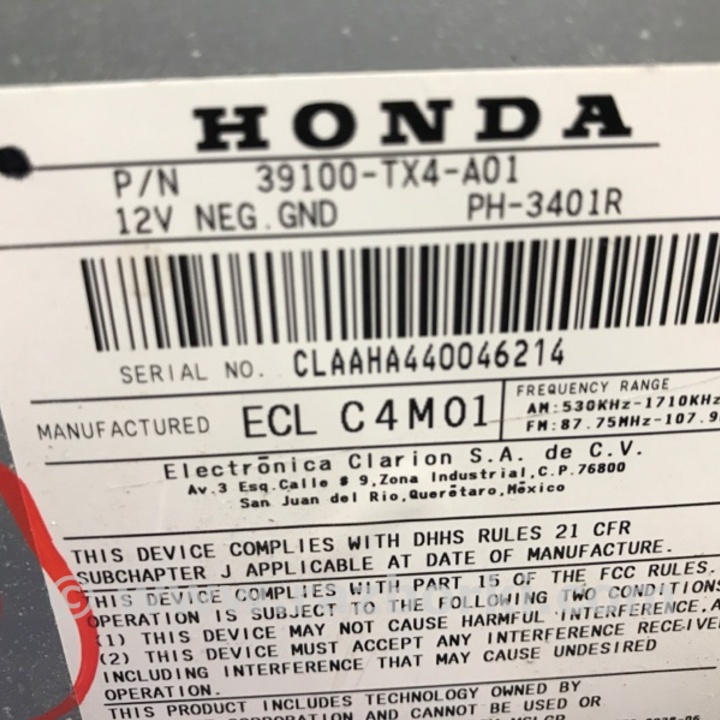 HONDA
P/N 39100-TX4-A01
12V NEG.GND PH-3401R
SERIAL NO. CLAAHA440046214
MANUFACTURED ECL C4M01
FREQUENCY RANGE
AM:530KHz-1710KHz
FM:87.75MHz-107.9
Electrōnica Clarion S.A. de C.V.
Av.3 Esq.Calle # 9,Zona Industrial,C.P.76800
San Juan del Rio,Querētaro,Mēxico
THIS DEVICE COMPLIES WITH DHHS RULES 21 CFR
SUBCHAPTER J APPLICABLE AT DATE OF MANUFACTURE.
THIS DEVICE COMPLIES WITH PART 15 OF THE FCC RULES.
OPERATION IS SUBJECT TO THE FOLLOWING TWO CONDITIONS
(1) THIS DEVICE MAY NOT CAUSE HARMFUL INTERFERENCE.A
(2) THIS DEVICE MUST ACCEPT ANY INTERFERENCE RECEIVE
INCLUDING INTERFERENCE THAT MAY CAUSE UNDESIRED
OPERATION.
THIS PRODUCT INCLUDES TECHNOLOGY OWNED BY
CORPORATION AND CANNOT BE USED OR